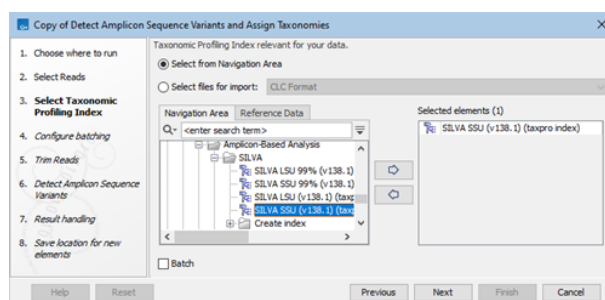 Copy of Detect Amplicon Sequence Variants and Assign Taxonomies
1. Choose where to run
2. Select Reads
3. Select Taxonomic
Profiling Index
4. Configure batching
5. Trim Reads
6. Detect Amplicon Sequence
Variants
7. Result handling
8. Save location for new
elements
Taxonomic Profiling Index relevant for your data.
Select from Navigation Area
Select files for import: CLC Format
Navigation Area Reference Data
<enter search term>
Amplicon-Based Analysis
SILVA
SILVA LSU 99% (v138.1)
SILVA SSU 99% (v138.1)
SILVA LSU (v138.1) (taxp
SILVA SSU (v138.1) (taxp
Create index
Selected elements (1)
SILVA SSU (v138.1) (taxpro index)
Batch
Help Reset Previous Next Finish Cancel